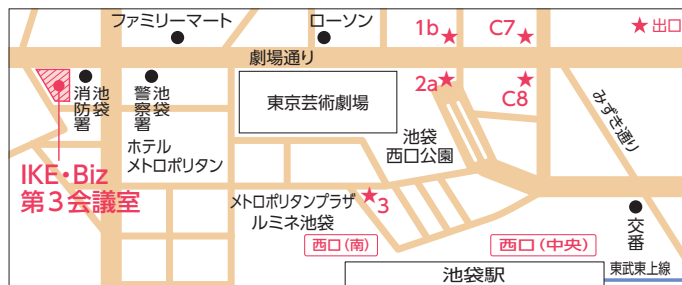 ファミリーマート
ローソン
1b
C7
出口
劇場通り
池袋
消防署
池袋
警察署
東京芸術劇場
2a
C8
みずき通り
池袋
西口公園
ホテル
メトロポリタン
IKE・Biz
第3会議室
メトロポリタンプラザ
ルミネ池袋
3
西口(南)
西口(中央)
交番
東武東上線
池袋駅